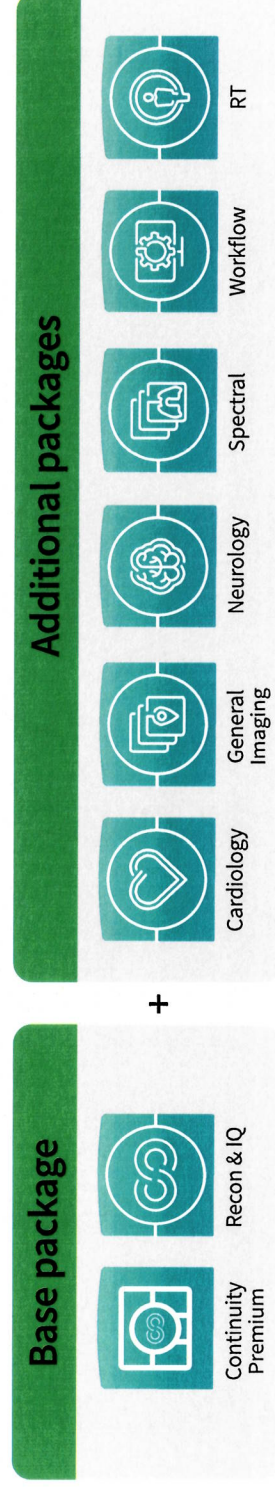 Base package
Continuity
Premium
Recon & IQ
+
Additional packages
Cardiology
General
Imaging
Neurology
Spectral
Workflow
RT